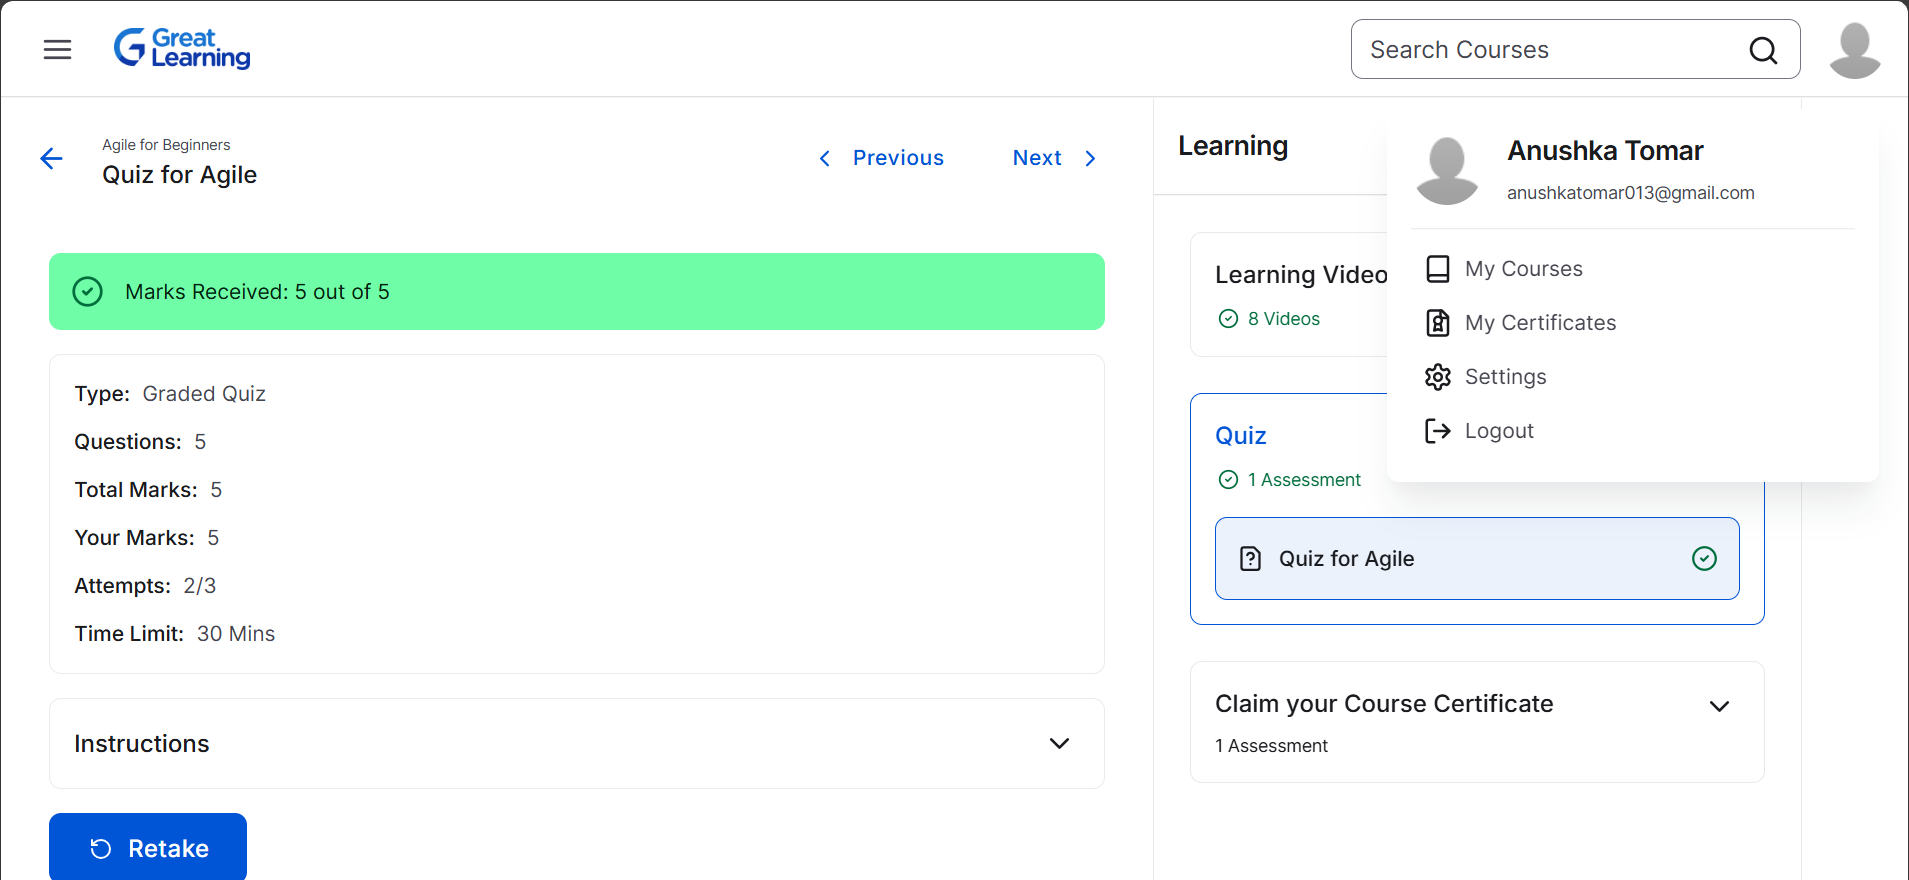 Great
Learning
Search Courses
Agile for Beginners
Quiz for Agile
Previous
Next
Marks Received: 5 out of 5
Type: Graded Quiz
Questions: 5
Total Marks: 5
Your Marks: 5
Attempts: 2/3
Time Limit: 30 Mins
Instructions
Retake
Learning
Learning Video
8 Videos
Quiz
1 Assessment
Quiz for Agile
Claim your Course Certificate
1 Assessment
Anushka Tomar
anushkatomar013@gmail.com
My Courses
My Certificates
Settings
Logout